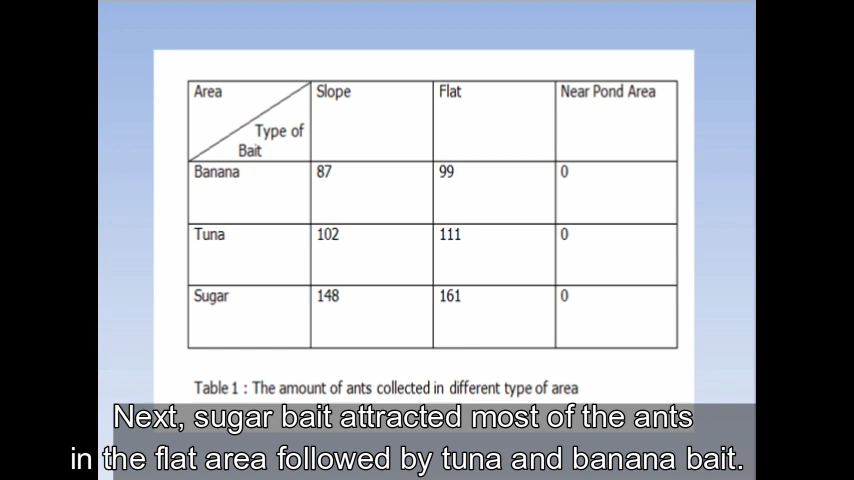 Area Slope Flat Near Pond Area
Type of
Bait
Banana 87 99 0
Tuna 102 111 0
Sugar 148 161 0
Table 1 : The amount of ants collected in different type of area
Next, sugar bait attracted most of the ants
in the flat area followed by tuna and banana bait.